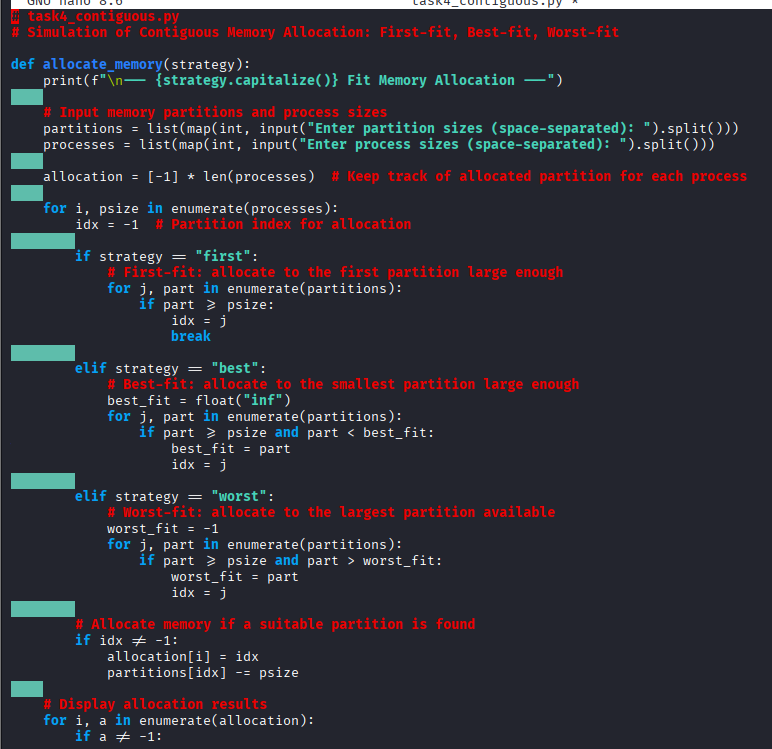 GNU nano 8.6 task4_contiguous.py *
# task4_contiguous.py
# Simulation of Contiguous Memory Allocation: First-fit, Best-fit, Worst-fit
def allocate_memory(strategy):
    print(f"\n--- {strategy.capitalize()} Fit Memory Allocation ---")
    # Input memory partitions and process sizes
    partitions = list(map(int, input("Enter partition sizes (space-separated): ").split()))
    processes = list(map(int, input("Enter process sizes (space-separated): ").split()))
    allocation = [-1] * len(processes)  # Keep track of allocated partition for each process
    for i, psize in enumerate(processes):
        idx = -1  # Partition index for allocation
        if strategy == "first":
            # First-fit: allocate to the first partition large enough
            for j, part in enumerate(partitions):
                if part >= psize:
                    idx = j
                    break
        elif strategy == "best":
            # Best-fit: allocate to the smallest partition large enough
            best_fit = float("inf")
            for j, part in enumerate(partitions):
                if part >= psize and part < best_fit:
                    best_fit = part
                    idx = j
        elif strategy == "worst":
            # Worst-fit: allocate to the largest partition available
            worst_fit = -1
            for j, part in enumerate(partitions):
                if part >= psize and part > worst_fit:
                    worst_fit = part
                    idx = j
        # Allocate memory if a suitable partition is found
        if idx != -1:
            allocation[i] = idx
            partitions[idx] -= psize
    # Display allocation results
    for i, a in enumerate(allocation):
        if a != -1: